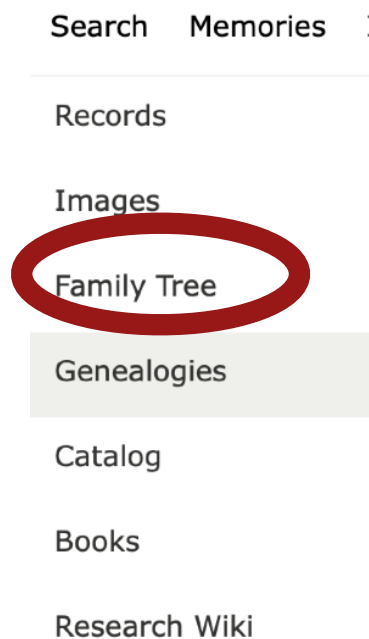 Search Memories
Records
Images
Family Tree
Genealogies
Catalog
Books
Research Wiki